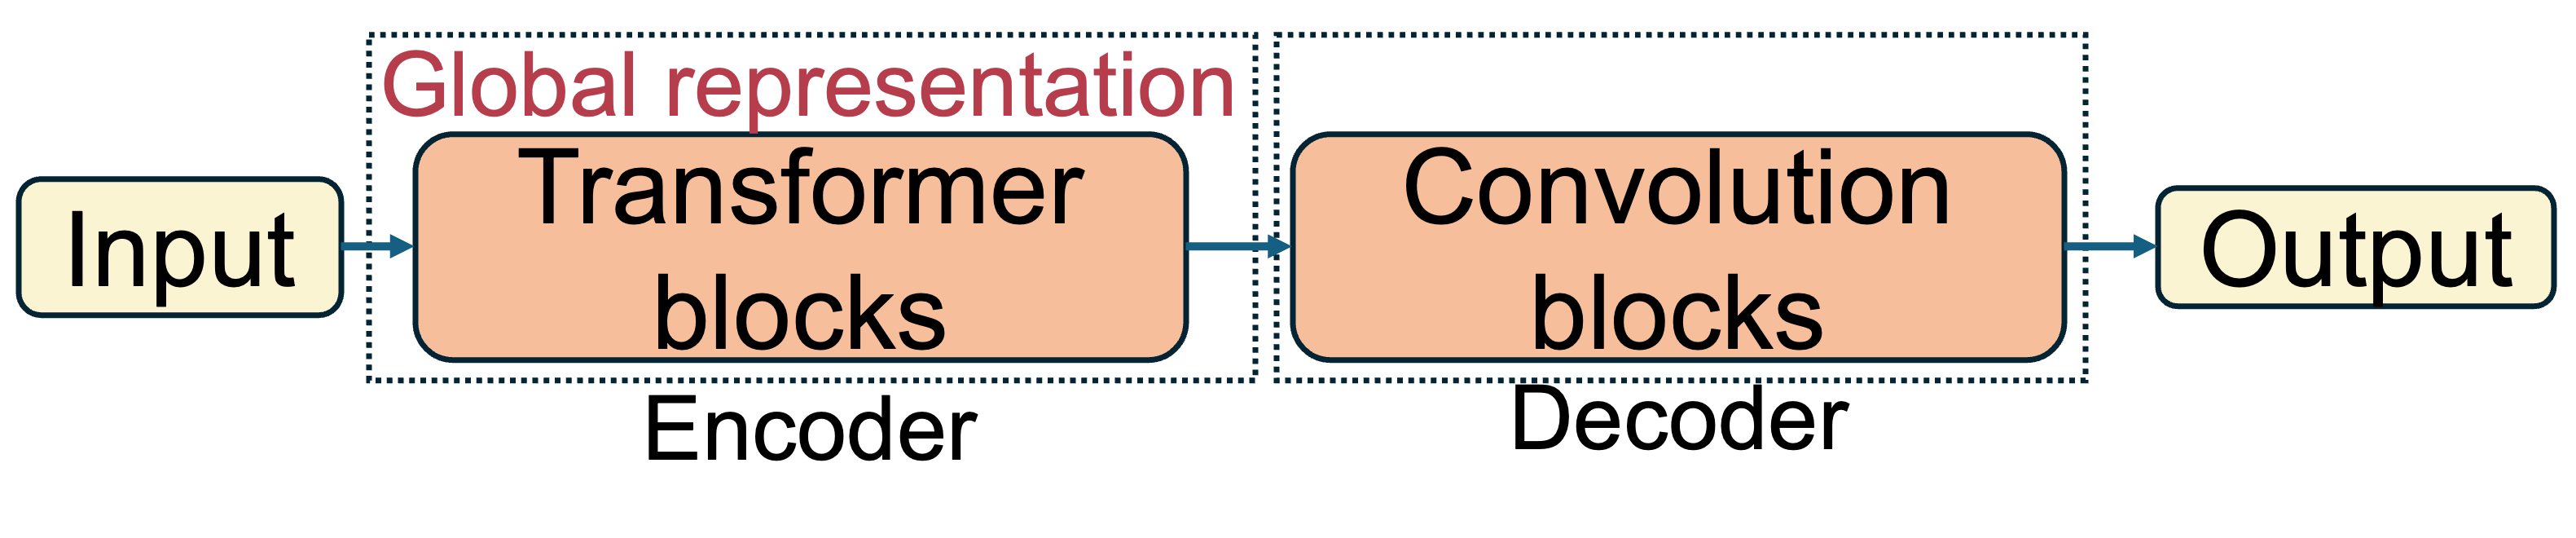 Global representation
Input
Transformer
blocks
Convolution
blocks
Output
Encoder
Decoder